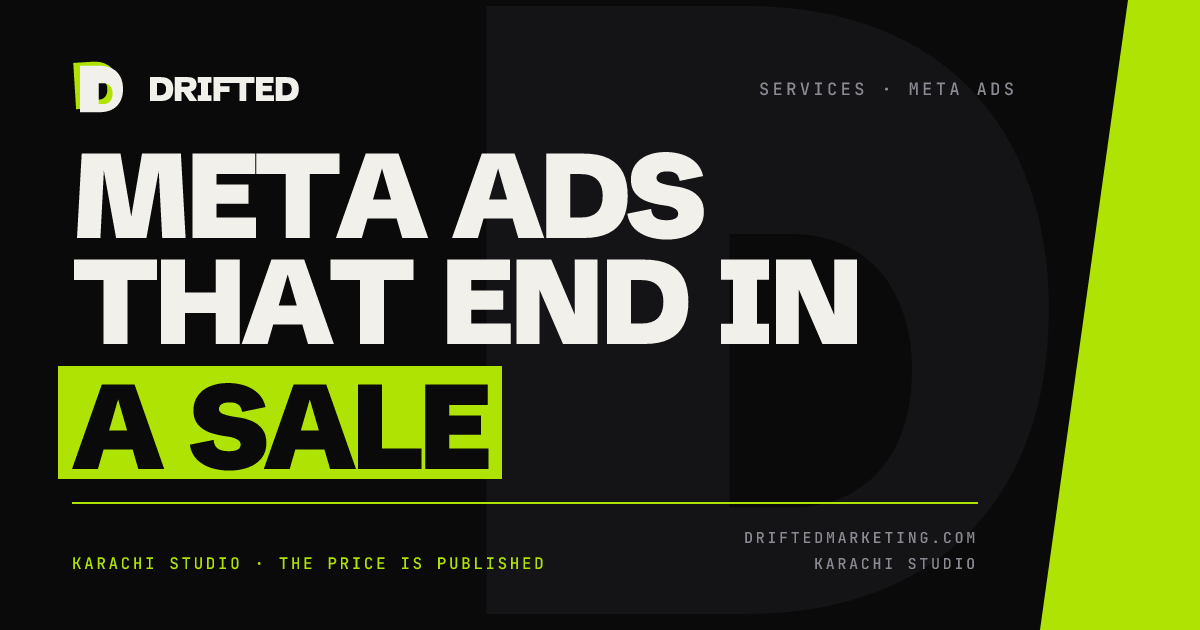 DRIFTED
SERVICES · META ADS
META ADS
THAT END IN
A SALE
DRIFTEDMARKETING.COM
KARACHI STUDIO · THE PRICE IS PUBLISHED
KARACHI STUDIO